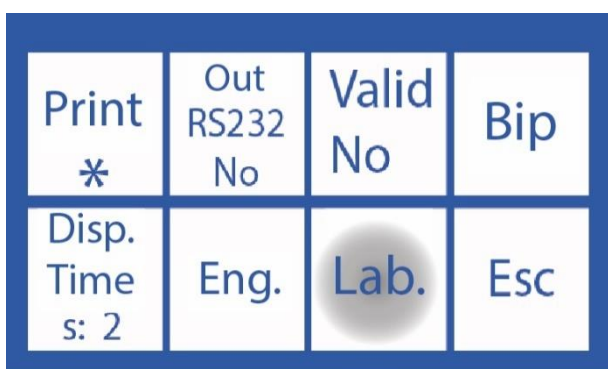 Print
*
Out
RS232
No
Valid
No
Bip
Disp.
Time
s: 2
Eng.
Lab.
Esc